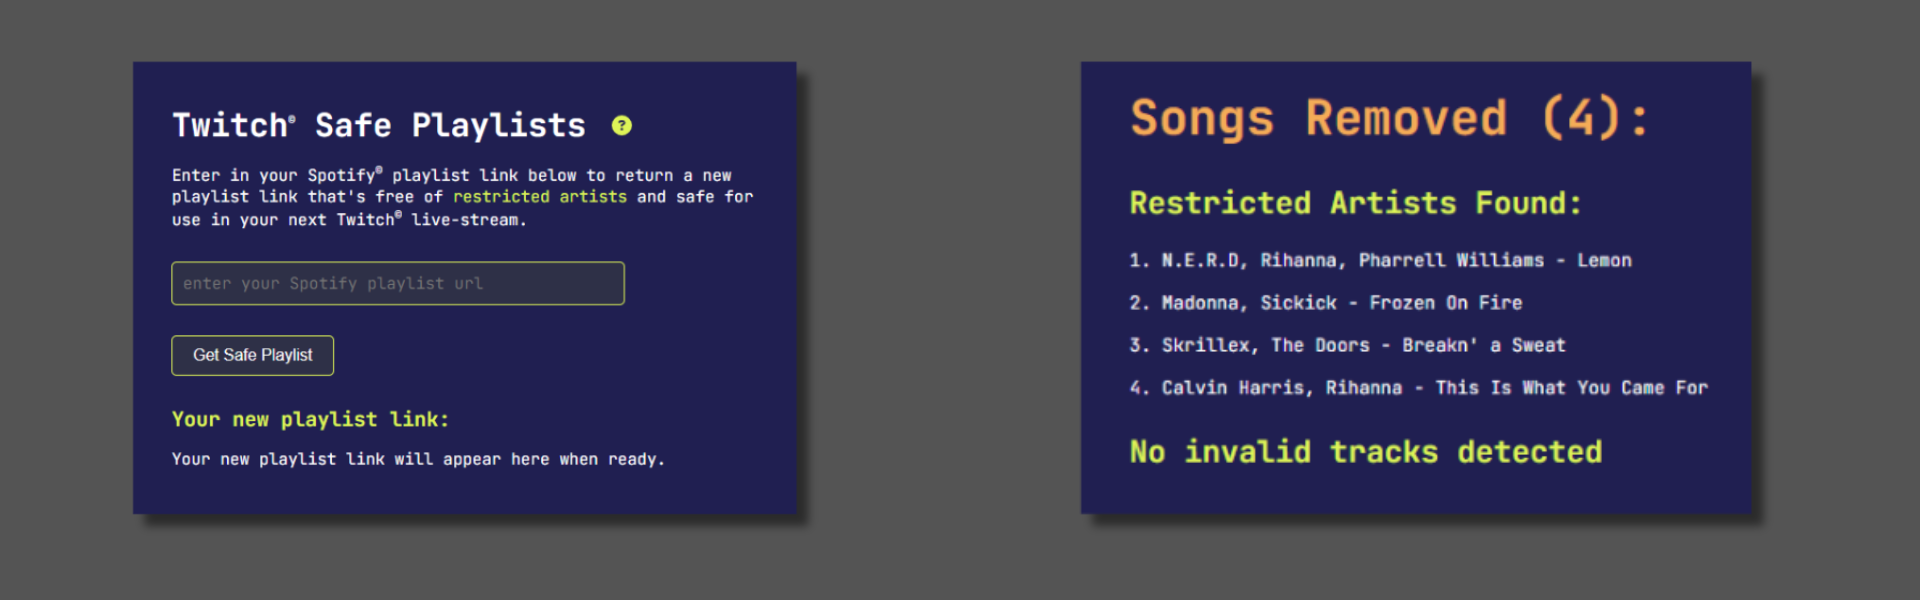 Twitch® Safe Playlists ?
Enter in your Spotify® playlist link below to return a new
playlist link that's free of restricted artists and safe for
use in your next Twitch® live-stream.
enter your Spotify playlist url
Get Safe Playlist
Your new playlist link:
Your new playlist link will appear here when ready.
Songs Removed (4):
Restricted Artists Found:
1. N.E.R.D, Rihanna, Pharrell Williams - Lemon
2. Madonna, Sickick - Frozen On Fire
3. Skrillex, The Doors - Breakn' a Sweat
4. Calvin Harris, Rihanna - This Is What You Came For
No invalid tracks detected